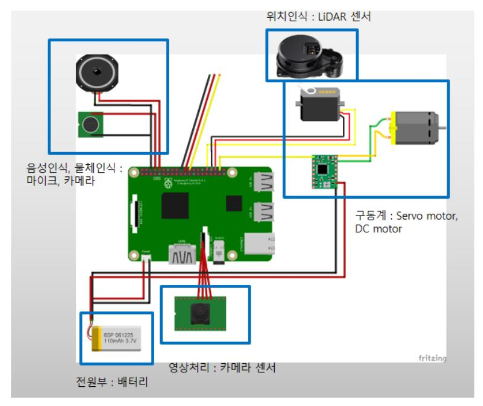 위치인식 : LiDAR 센서
음성인식, 물체인식 :
마이크, 카메라
구동계 : Servo motor,
DC motor
110mAh 3.7V
영상처리 : 카메라 센서
전원부 : 배터리
fritzing